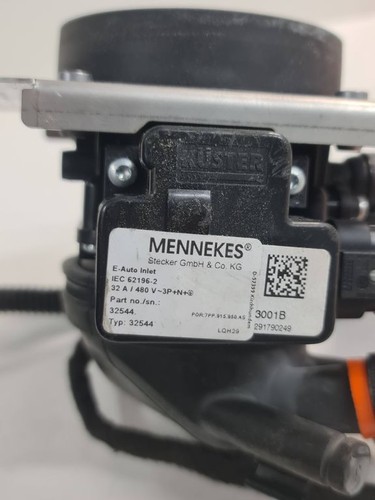 KÜSTER
MENNEKES®
Stecker GmbH & Co. KG
E-Auto Inlet
IEC 62196-2
32 A / 480 V~3P+N+
Part no./sn.:
32544.
Typ: 32544
3001B
291790249